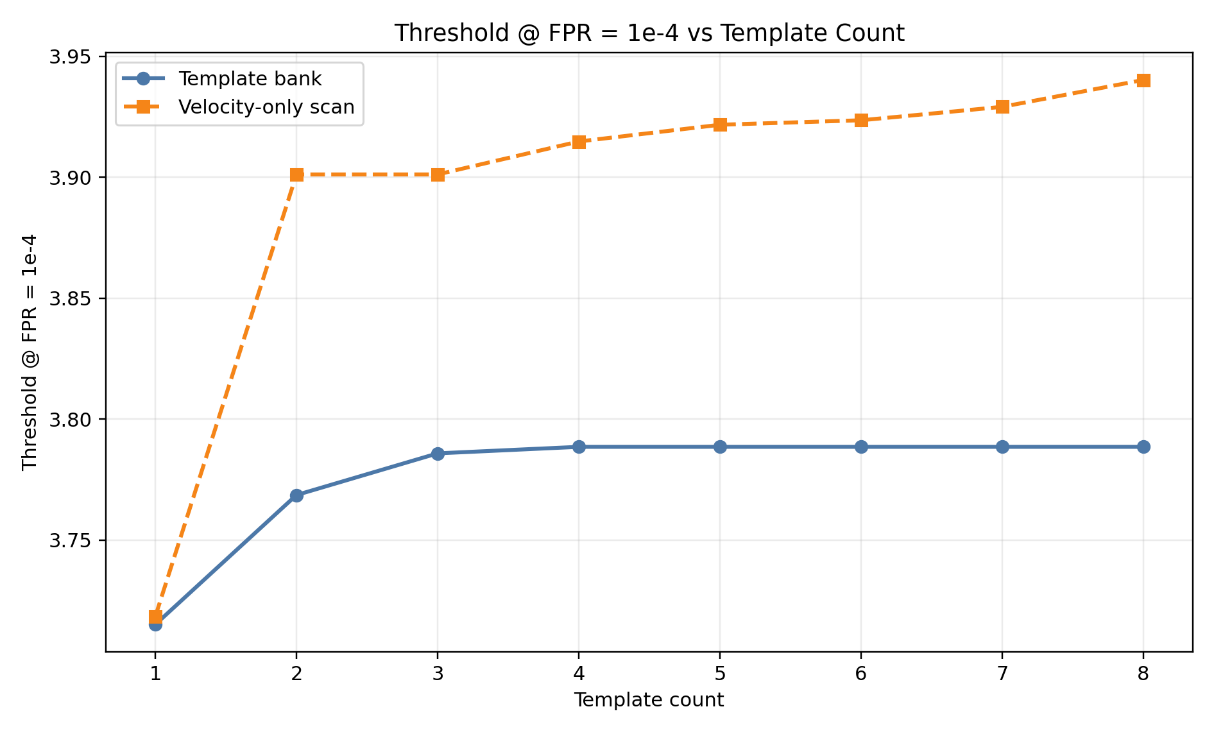 Threshold @ FPR = 1e-4 vs Template Count
Template bank
Velocity-only scan
Threshold @ FPR = 1e-4
3.95
3.90
3.85
3.80
3.75
1 2 3 4 5 6 7 8
Template count